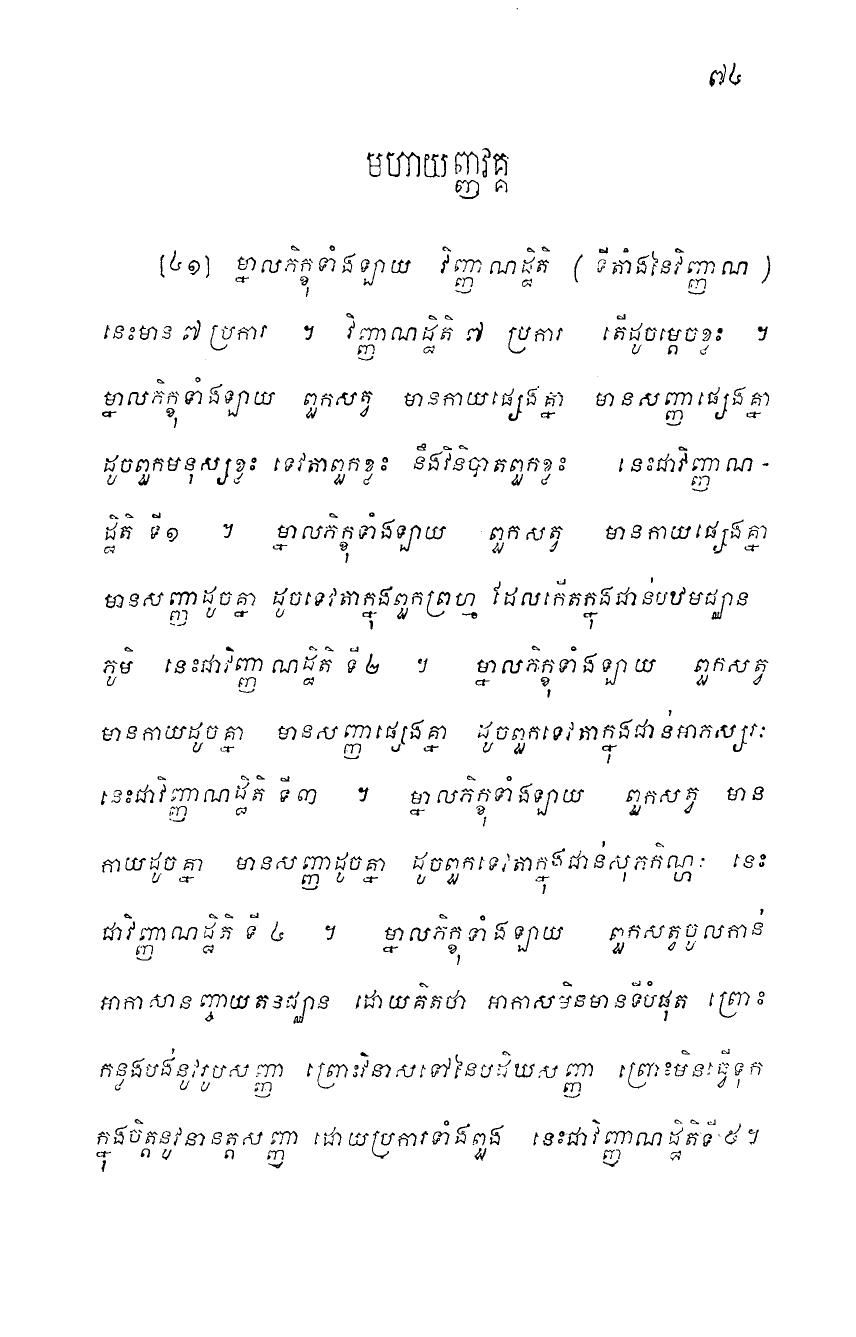 ៧៤
មហាយញ្ញវគ្គ
[៤១] ម្នាលភិក្ខុទាំងឡាយ វិញ្ញាណដ្ឋិតិ ( ទីតាំងនៃវិញ្ញាណ )
នេះមាន ៧ ប្រការ ។ វិញ្ញាណដ្ឋិតិ ៧ ប្រការ តើដូចម្តេចខ្លះ ។
ម្នាលភិក្ខុទាំងឡាយ ពួកសត្វ មានកាយផ្សេងគ្នា មានសញ្ញាផ្សេងគ្នា
ដូចពួកមនុស្សខ្លះ ទេវតាពួកខ្លះ នឹងវិនិបាតពួកខ្លះ នេះជាវិញ្ញាណ-
ដ្ឋិតិ ទី១ ។ ម្នាលភិក្ខុទាំងឡាយ ពួកសត្វ មានកាយផ្សេងគ្នា
មានសញ្ញាដូចគ្នា ដូចទេវតាក្នុងពួកព្រហ្ម ដែលកើតក្នុងជាន់បឋមជ្ឈាន
ភូមិ នេះជាវិញ្ញាណដ្ឋិតិ ទី២ ។ ម្នាលភិក្ខុទាំងឡាយ ពួកសត្វ
មានកាយដូចគ្នា មានសញ្ញាផ្សេងគ្នា ដូចពួកទេវតាក្នុងជាន់អាភស្សរៈ
នេះជាវិញ្ញាណដ្ឋិតិ ទី៣ ។ ម្នាលភិក្ខុទាំងឡាយ ពួកសត្វ មាន
កាយដូចគ្នា មានសញ្ញាដូចគ្នា ដូចពួកទេវតាក្នុងជាន់សុភកិណ្ហៈ នេះ
ជាវិញ្ញាណដ្ឋិតិ ទី ៤ ។ ម្នាលភិក្ខុទាំងឡាយ ពួកសត្វចូលកាន់
អាកាសានញ្ចាយតនជ្ឈាន ដោយគិតថា អាកាសមិនមានទីបំផុត ព្រោះ
កន្លងបង់នូវរូបសញ្ញា ព្រោះវិនាសទៅនៃបដិឃសញ្ញា ព្រោះមិនធ្វើទុក
ក្នុងចិត្តនូវនានត្តសញ្ញា ដោយប្រការទាំងពួង នេះជាវិញ្ញាណដ្ឋិតិទី ៥។